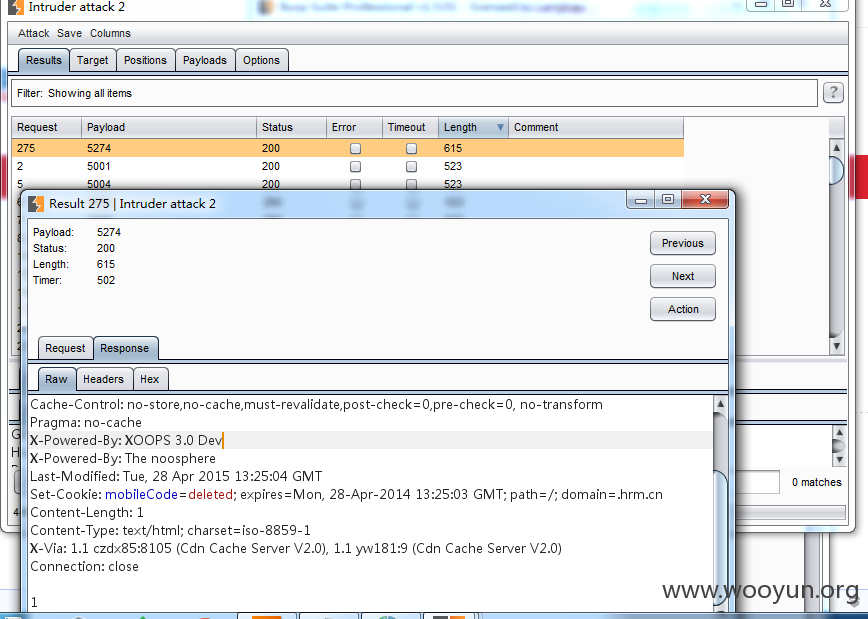 Intruder attack 2
Attack Save Columns
Results Target Positions Payloads Options
Filter: Showing all items
?
Request Payload Status Error Timeout Length Comment
275 5274 200 615
2 5001 200 523
5 5004 200 523
Result 275 | Intruder attack 2
Payload: 5274
Status: 200
Length: 615
Timer: 502
Previous
Next
Action
Request Response
Raw Headers Hex
Cache-Control: no-store,no-cache,must-revalidate,post-check=0,pre-check=0, no-transform
Pragma: no-cache
X-Powered-By: XOOPS 3.0 Dev
X-Powered-By: The noosphere
Last-Modified: Tue, 28 Apr 2015 13:25:04 GMT
Set-Cookie: mobileCode=deleted; expires=Mon, 28-Apr-2014 13:25:03 GMT; path=/; domain=.hrm.cn
Content-Length: 1
Content-Type: text/html; charset=iso-8859-1
X-Via: 1.1 czdx85:8105 (Cdn Cache Server V2.0), 1.1 yw181:9 (Cdn Cache Server V2.0)
Connection: close
1
0 matches
www.wooyun.org